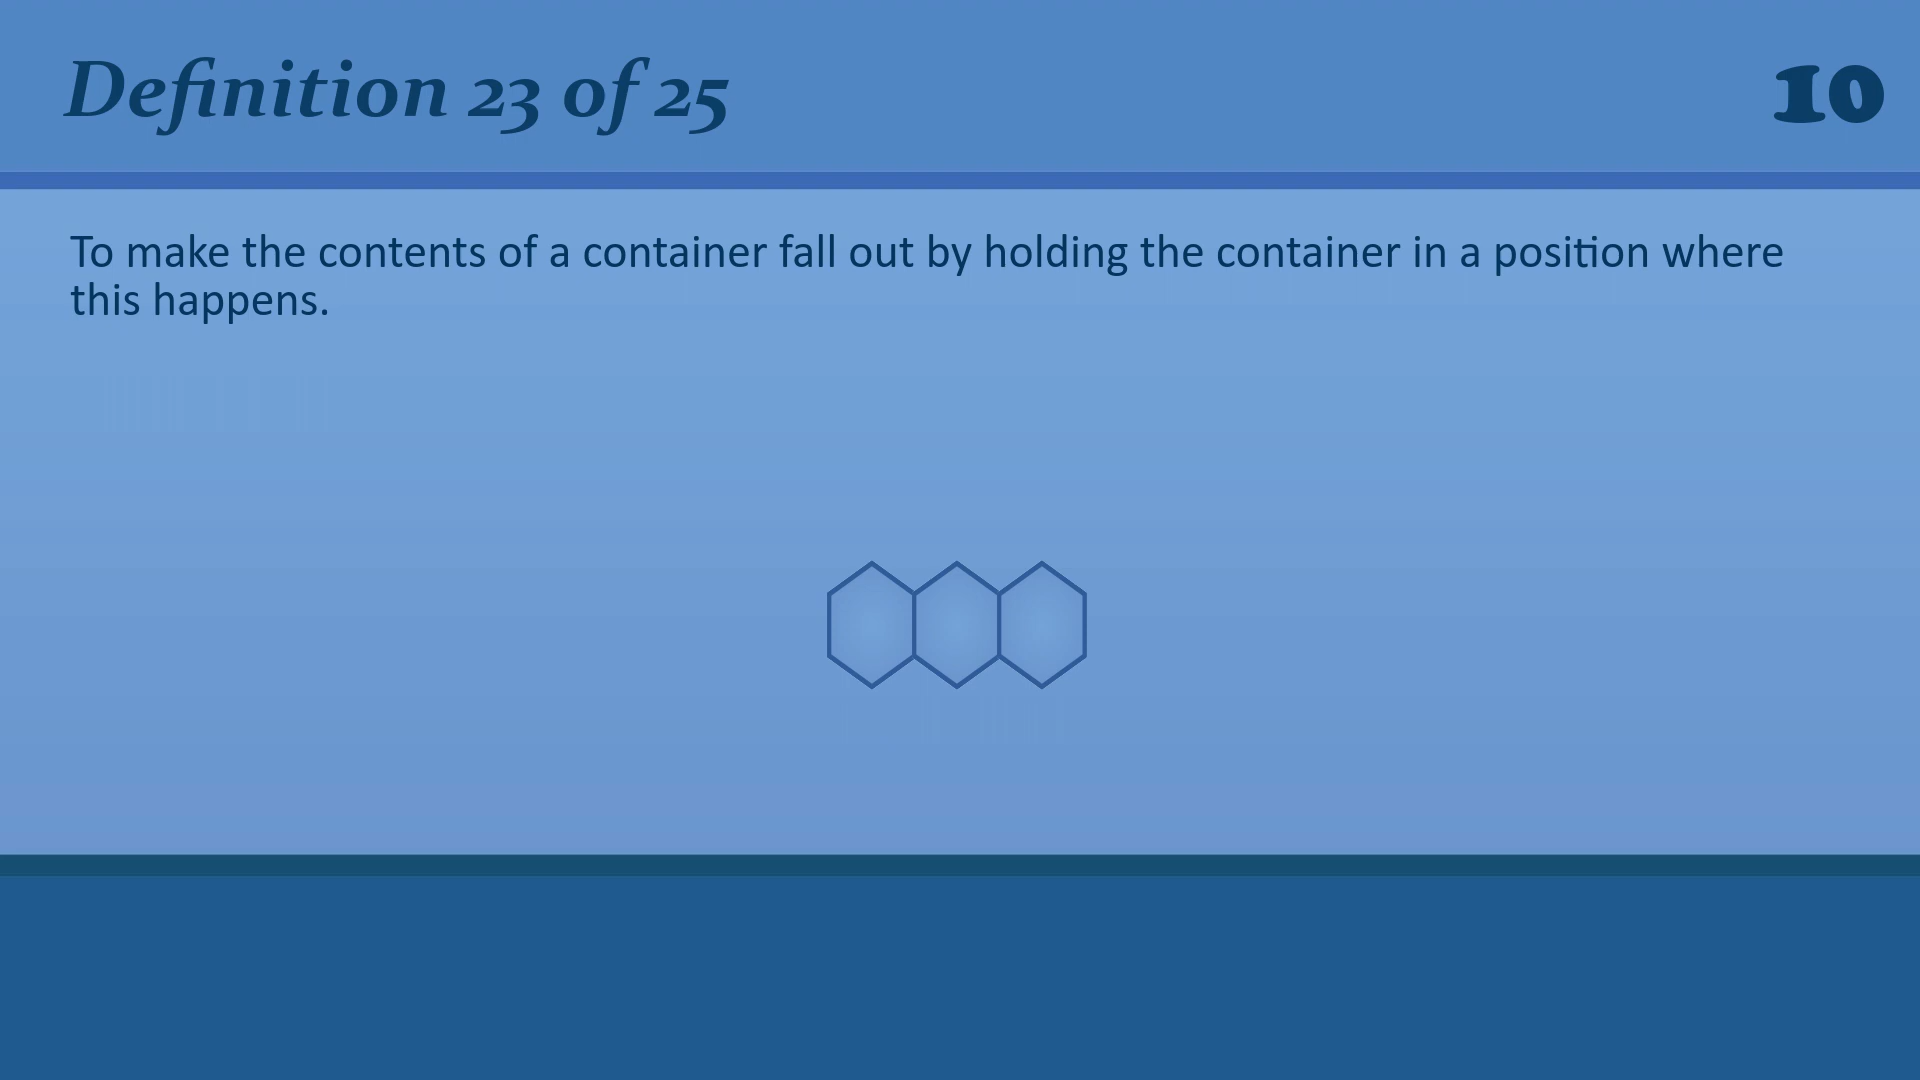 Definition 23 of 25
10
To make the contents of a container fall out by holding the container in a position where
this happens.